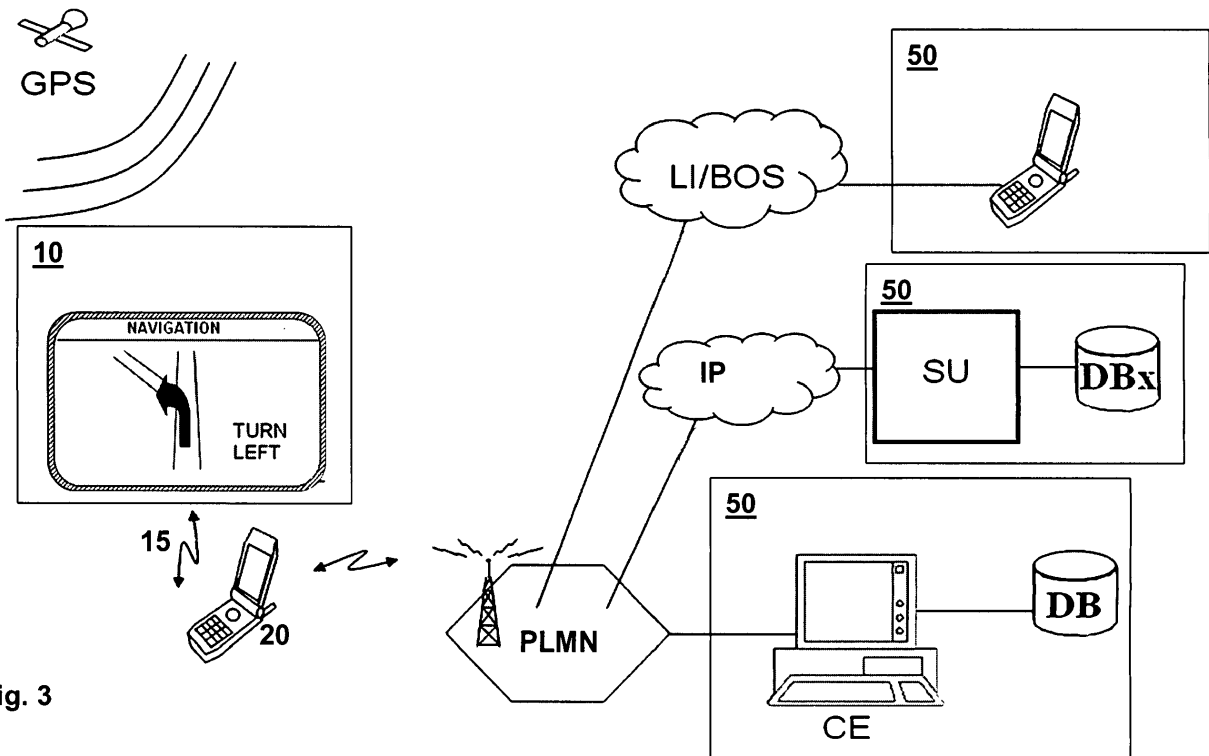 GPS
50
LI/BOS
10
NAVIGATION
TURN
LEFT
50
IP
SU
DBx
15
20
50
PLMN
DB
CE
ig. 3